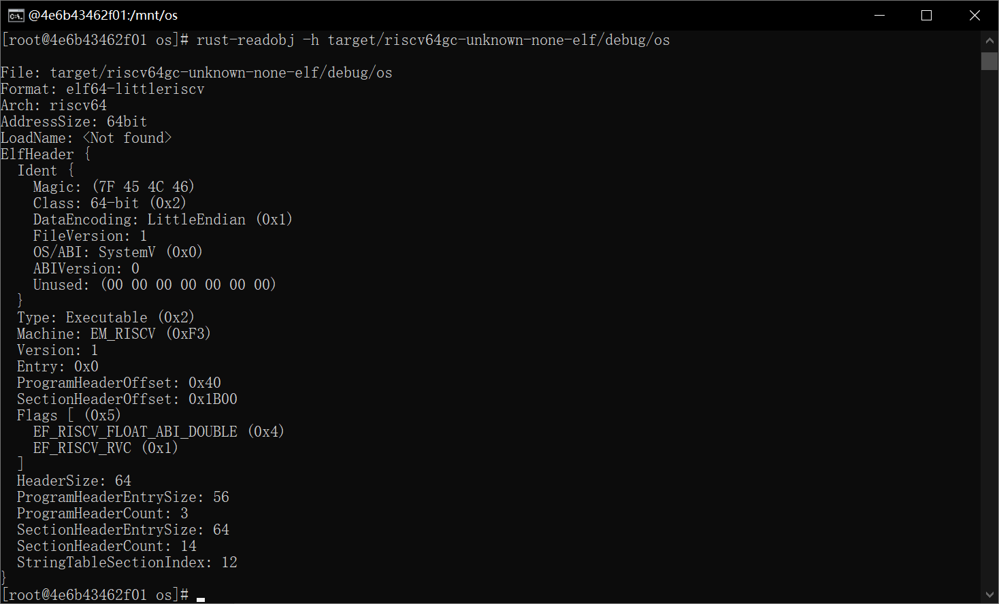 @4e6b43462f01:/mnt/os
[root@4e6b43462f01 os]# rust-readobj -h target/riscv64gc-unknown-none-elf/debug/os
File: target/riscv64gc-unknown-none-elf/debug/os
Format: elf64-littleriscv
Arch: riscv64
AddressSize: 64bit
LoadName: <Not found>
ElfHeader {
  Ident {
    Magic: (7F 45 4C 46)
    Class: 64-bit (0x2)
    DataEncoding: LittleEndian (0x1)
    FileVersion: 1
    OS/ABI: SystemV (0x0)
    ABIVersion: 0
    Unused: (00 00 00 00 00 00 00)
  }
  Type: Executable (0x2)
  Machine: EM_RISCV (0xF3)
  Version: 1
  Entry: 0x0
  ProgramHeaderOffset: 0x40
  SectionHeaderOffset: 0x1B00
  Flags [ (0x5)
    EF_RISCV_FLOAT_ABI_DOUBLE (0x4)
    EF_RISCV_RVC (0x1)
  ]
  HeaderSize: 64
  ProgramHeaderEntrySize: 56
  ProgramHeaderCount: 3
  SectionHeaderEntrySize: 64
  SectionHeaderCount: 14
  StringTableSectionIndex: 12
}
[root@4e6b43462f01 os]#